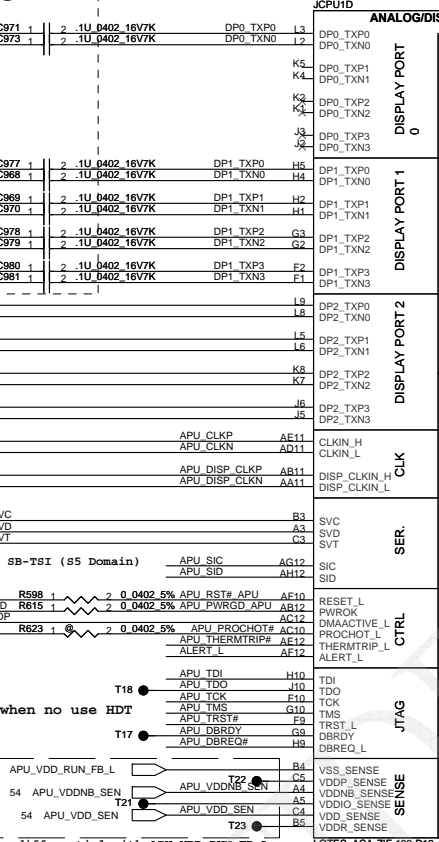 JCPU1D
ANALOG/DIS
C971 1 2 .1U_0402_16V7K DP0_TXP0 L3 DP0_TXP0
C973 1 2 .1U_0402_16V7K DP0_TXN0 L2 DP0_TXN0
K5 DP0_TXP1
K4 DP0_TXN1
K2 DP0_TXP2
K1 DP0_TXN2
J3 DP0_TXP3
J2 DP0_TXN3
DISPLAY PORT 0
C977 1 2 .1U_0402_16V7K DP1_TXP0 H5 DP1_TXP0
C968 1 2 .1U_0402_16V7K DP1_TXN0 H4 DP1_TXN0
C969 1 2 .1U_0402_16V7K DP1_TXP1 H2 DP1_TXP1
C970 1 2 .1U_0402_16V7K DP1_TXN1 H1 DP1_TXN1
C978 1 2 .1U_0402_16V7K DP1_TXP2 G3 DP1_TXP2
C979 1 2 .1U_0402_16V7K DP1_TXN2 G2 DP1_TXN2
C980 1 2 .1U_0402_16V7K DP1_TXP3 F2 DP1_TXP3
C981 1 2 .1U_0402_16V7K DP1_TXN3 F1 DP1_TXN3
DISPLAY PORT 1
L9 DP2_TXP0
L8 DP2_TXN0
L5 DP2_TXP1
L6 DP2_TXN1
K8 DP2_TXP2
K7 DP2_TXN2
J6 DP2_TXP3
J5 DP2_TXN3
DISPLAY PORT 2
APU_CLKP AE11 CLKIN_H
APU_CLKN AD11 CLKIN_L
APU_DISP_CLKP AB11 DISP_CLKIN_H
APU_DISP_CLKN AA11 DISP_CLKIN_L
CLK
VC B3 SVC
VD A3 SVD
VT C3 SVT
SER.
SB-TSI (S5 Domain) APU_SIC AG12 SIC
APU_SID AH12 SID
R598 1 2 0_0402_5% APU_RST#_APU AF10 RESET_L
D R615 1 2 0_0402_5% APU_PWRGD_APU AB12 PWROK
OP AC12 DMAACTIVE_L
R623 1 @ 2 0_0402_5% APU_PROCHOT# AC10 PROCHOT_L
APU_THERMTRIP# AE12 THERMTRIP_L
ALERT_L AF12 ALERT_L
CTRL
APU_TDI H10 TDI
T18 APU_TDO J10 TDO
APU_TCK F10 TCK
when no use HDT APU_TMS G10 TMS
APU_TRST# F9 TRST_L
T17 APU_DBRDY G9 DBRDY
APU_DBREQ# H9 DBREQ_L
JTAG
APU_VDD_RUN_FB_L B4 VSS_SENSE
T22 C5 VDDP_SENSE
54 APU_VDDNB_SEN APU_VDDNB_SEN A4 VDDNB_SENSE
T21 A5 VDDIO_SENSE
54 APU_VDD_SEN APU_VDD_SEN C4 VDD_SENSE
T23 B5 VDDR_SENSE
SENSE